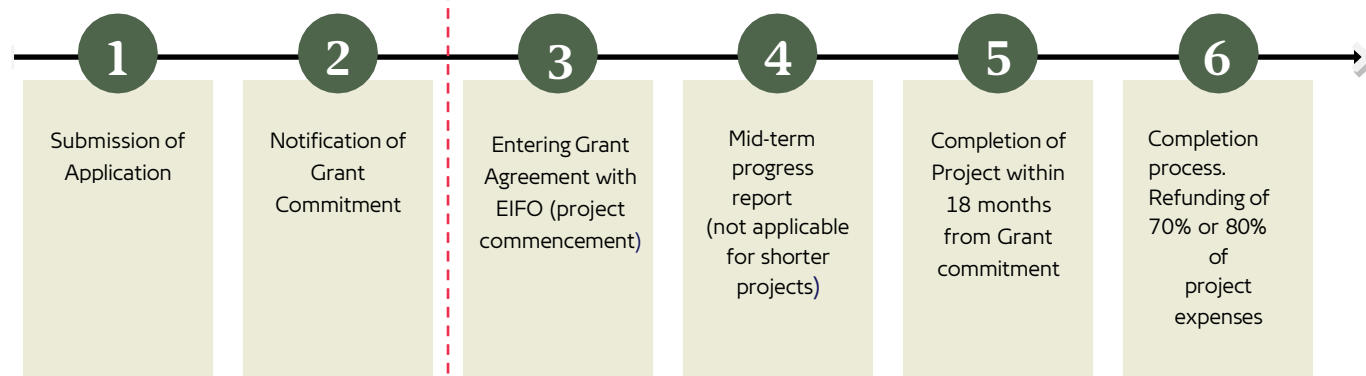 1
Submission of
Application
2
Notification of
Grant
Commitment
3
Entering Grant
Agreement with
EIFO (project
commencement)
4
Mid-term
progress
report
(not applicable
for shorter
projects)
5
Completion of
Project within
18 months
from Grant
commitment
6
Completion
process.
Refunding of
70% or 80%
of
project
expenses